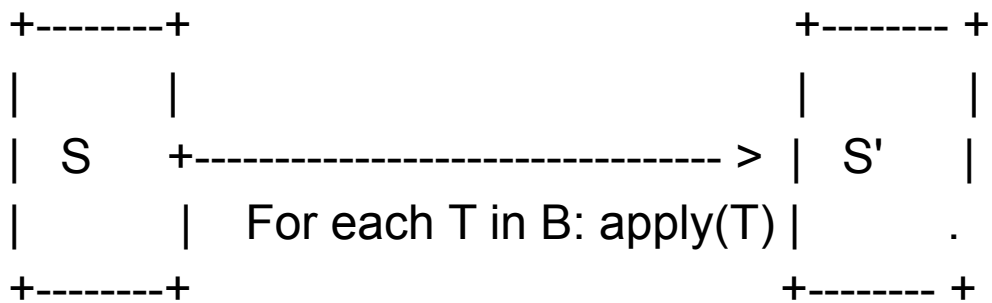 +--------+                                +-------- +
|        |                                |         |
|   S    +--------------------------------- > |   S'    |
|        |   For each T in B: apply(T) |         .
+--------+                                +-------- +